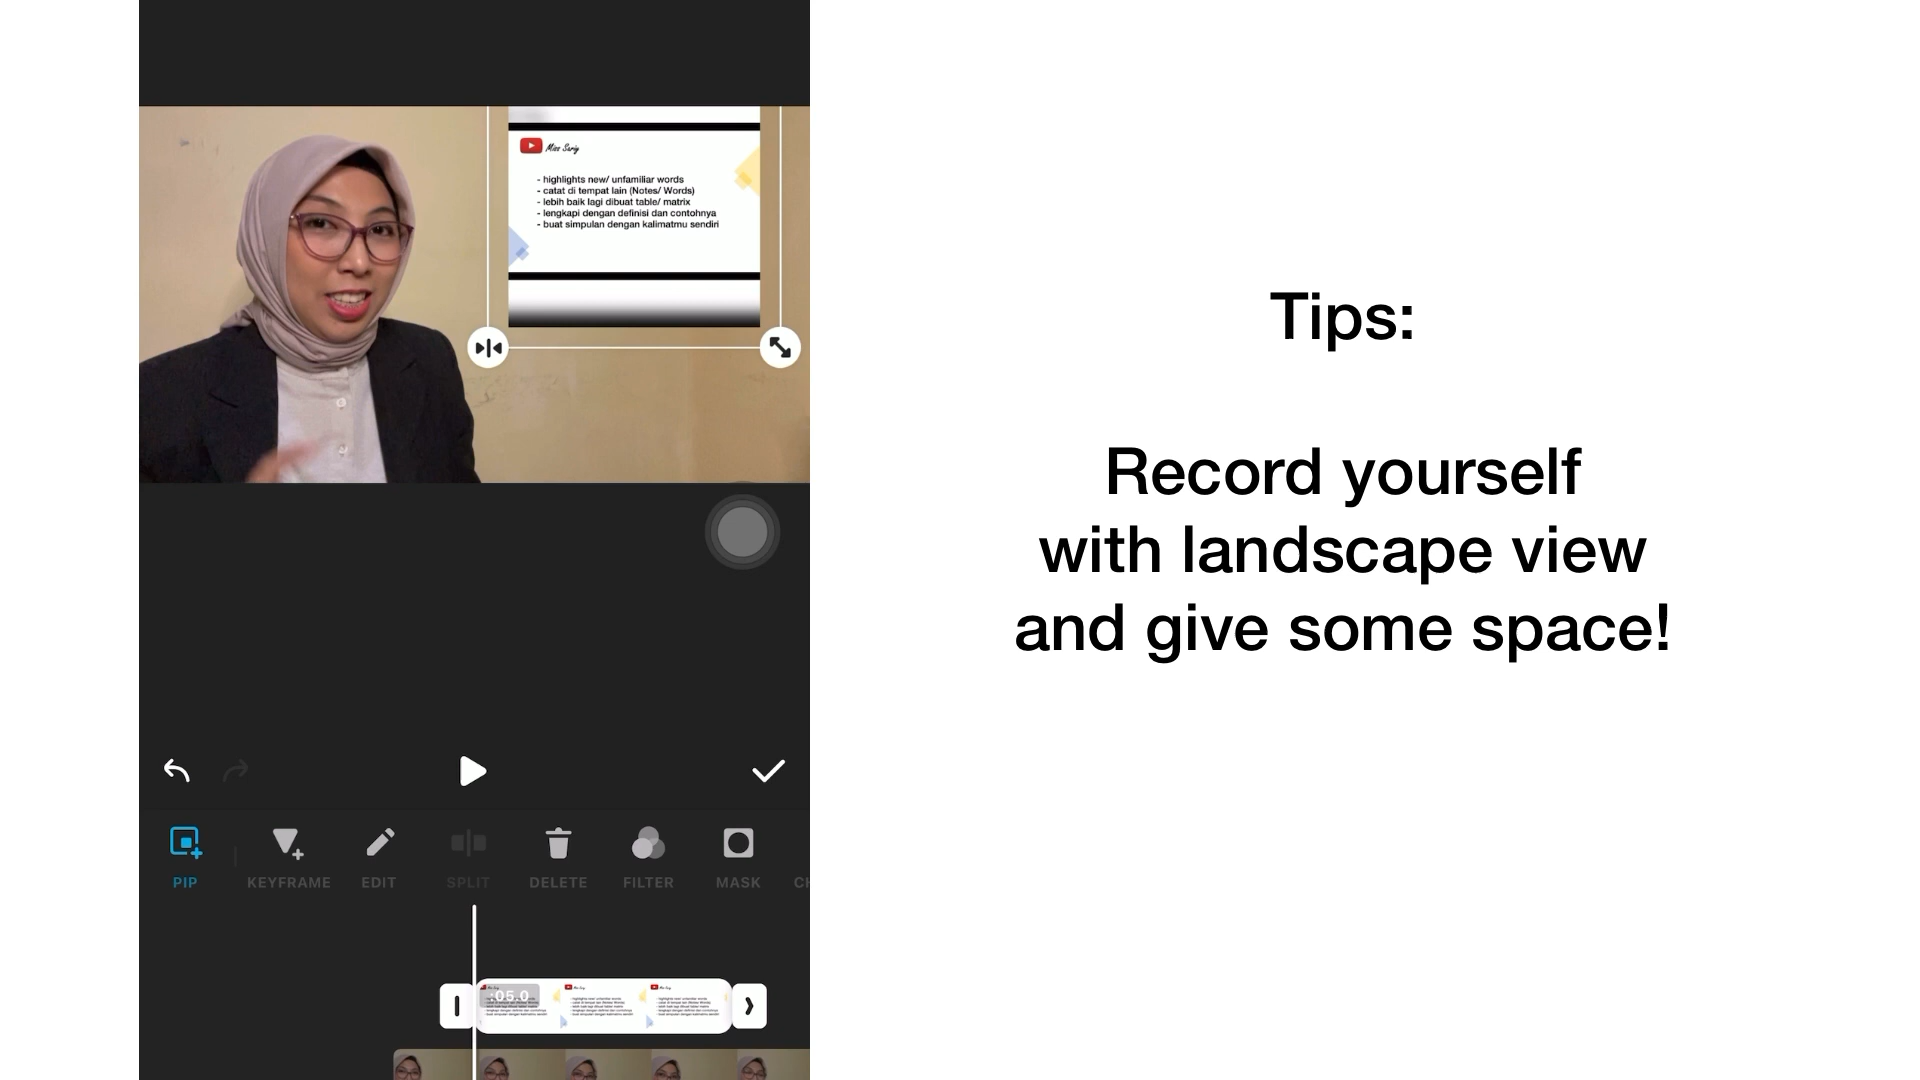 Miss Sariy
- highlights new/ unfamiliar words
- catat di tempat lain (Notes/ Words)
- lebih baik lagi dibuat table/ matrix
- lengkapi dengan definisi dan contohnya
- buat simpulan dengan kalimatmu sendiri
Tips:
Record yourself
with landscape view
and give some space!
PIP
KEYFRAME
EDIT
SPLIT
DELETE
FILTER
MASK
:05.0